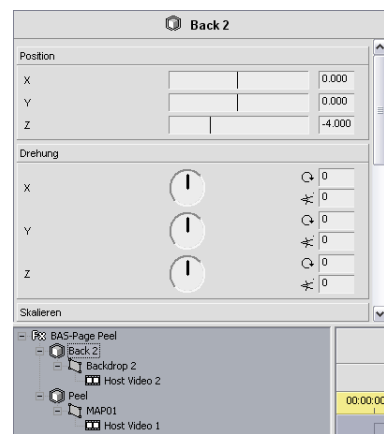 Back 2
Position
X 0.000
Y 0.000
Z -4.000
Drehung
X 0
0
Y 0
0
Z 0
0
Skalieren
FX BAS-Page Peel
Back 2
Backdrop 2
Host Video 2
Peel
MAP01
Host Video 1
00:00:00